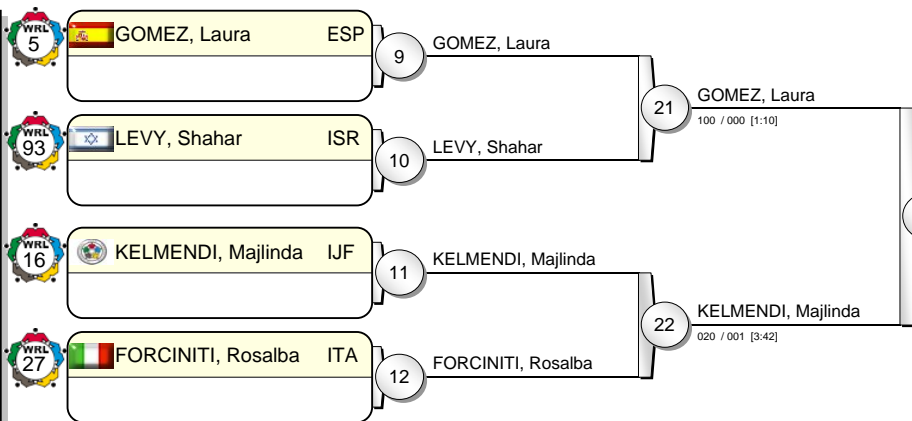 WRL
5
GOMEZ, Laura ESP
9
GOMEZ, Laura
21
GOMEZ, Laura
100 / 000 [1:10]
WRL
93
LEVY, Shahar ISR
10
LEVY, Shahar
WRL
16
KELMENDI, Majlinda IJF
11
KELMENDI, Majlinda
22
KELMENDI, Majlinda
020 / 001 [3:42]
WRL
27
FORCINITI, Rosalba ITA
12
FORCINITI, Rosalba